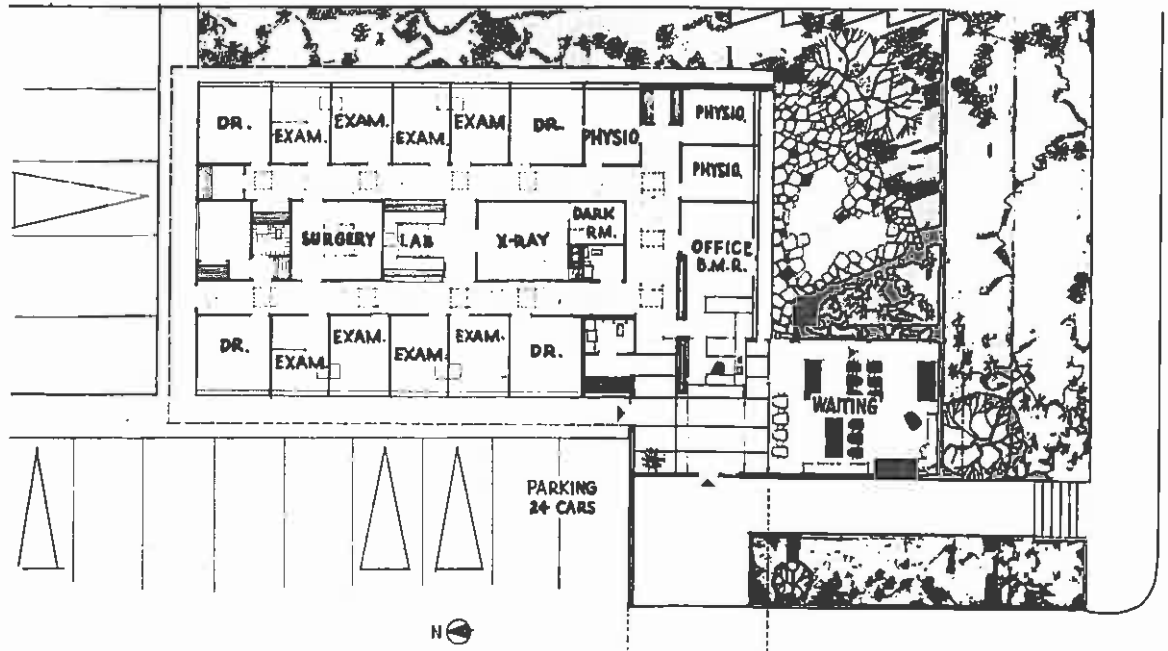 DR.
EXAM.
EXAM.
EXAM.
EXAM
DR.
PHYSIO
PHYSIO.
PHYSIO.
SURGERY
LAB
X-RAY
DARK
RM.
OFFICE
B.M.R.
DR.
EXAM.
EXAM.
EXAM.
EXAM.
DR.
WAITING
PARKING
24 CARS
N